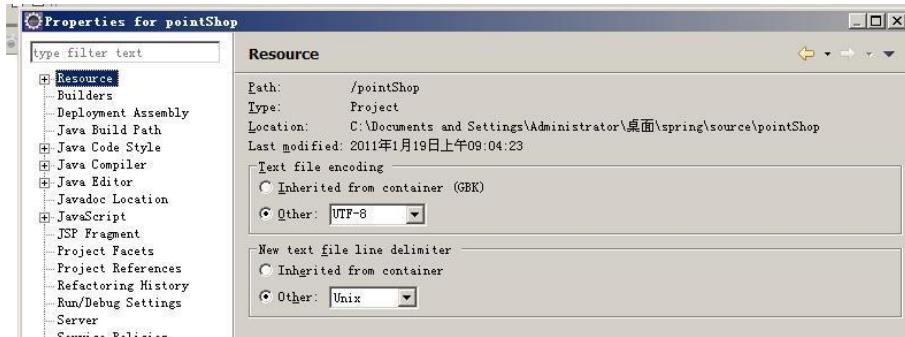 Properties for pointShop
type filter text
Resource
Builders
Deployment Assembly
Java Build Path
Java Code Style
Java Compiler
Java Editor
Javadoc Location
JavaScript
JSP Fragment
Project Facets
Project References
Refactoring History
Run/Debug Settings
Server
Resource
Path: /pointShop
Type: Project
Location: C:\Documents and Settings\Administrator\桌面\spring\source\pointShop
Last modified: 2011年1月19日上午09:04:23
Text file encoding
Inherited from container (GBK)
Other: UTF-8
New text file line delimiter
Inherited from container
Other: Unix